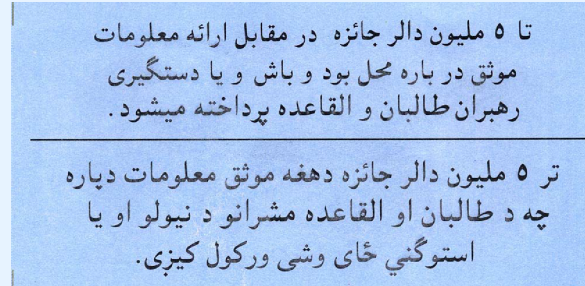 تا ۵ ملیون دالر جائزه در مقابل ارائه معلومات
موثق در باره محل بود و باش و یا دستگیری
رهبران طالبان و القاعده پرداخته میشود .
تر ۵ ملیون دالر جائزه دهغه موثق معلومات دپاره
چه د طالبان او القاعده مشرانو د نیولو او یا
استوگني ځای وشی ورکول کیږی.